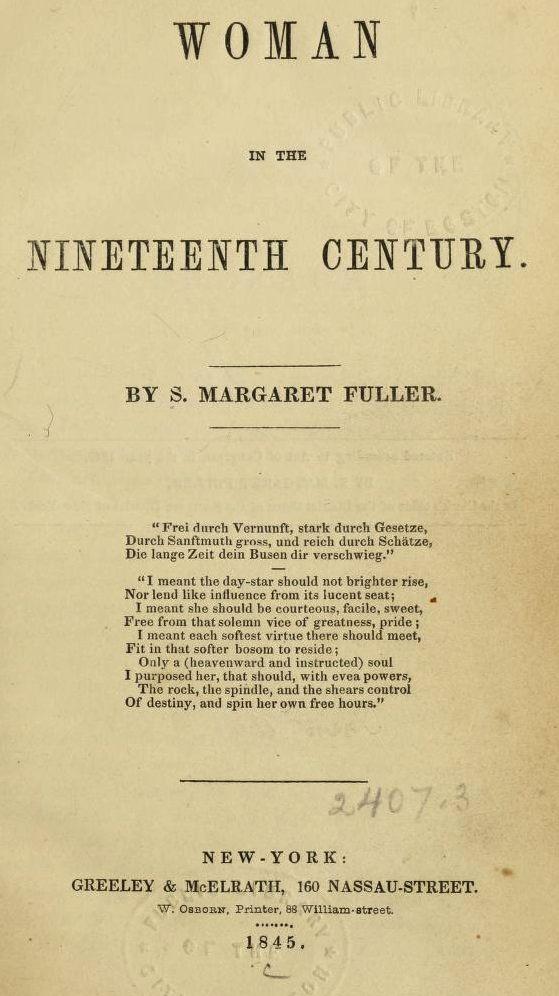 WOMAN
IN THE
NINETEENTH CENTURY.
BY S. MARGARET FULLER.
"Frei durch Vernunft, stark durch Gesetze,
Durch Sanftmuth gross, und reich durch Schätze,
Die lange Zeit dein Busen dir verschwieg."
"I meant the day-star should not brighter rise,
Nor lend like influence from its lucent seat;
I meant she should be courteous, facile, sweet,
Free from that solemn vice of greatness, pride;
I meant each softest virtue there should meet,
Fit in that softer bosom to reside;
Only a (heavenward and instructed) soul
I purposed her, that should, with evea powers,
The rock, the spindle, and the shears control
Of destiny, and spin her own free hours."
2407.3
NEW-YORK:
GREELEY & McELRATH, 160 NASSAU-STREET.
W. Osborn, Printer, 88 William-street.
1845.